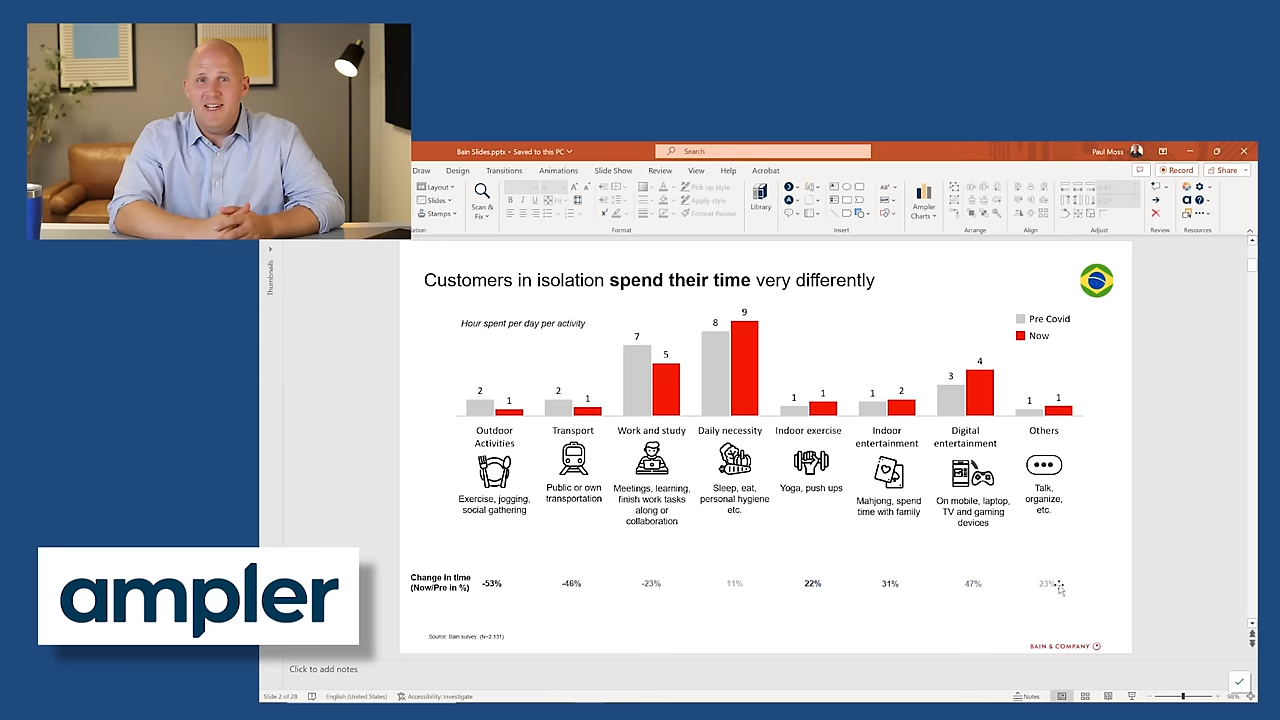 Bain Slides.pptx • Saved to this PC
Search
Paul Moss
Draw
Design
Transitions
Animations
Slide Show
Review
View
Help
Acrobat
Record
Share
Layout
Slides
Stamps
Scan &
Fix
B I U
Pick up style
Apply style
Format Painter
Library
Ampler
Charts
Format
Insert
Arrange
Align
Adjust
Review
Resources
Thumbnails
Customers in isolation spend their time very differently
Hour spent per day per activity
Pre Covid
Now
2 1 2 1 7 5 8 9 1 1 1 2 3 4 1 1
Outdoor
Activities
Transport
Work and study
Daily necessity
Indoor exercise
Indoor
entertainment
Digital
entertainment
Others
Exercise, jogging,
social gathering
Public or own
transportation
Meetings, learning,
finish work tasks
along or
collaboration
Sleep, eat,
personal hygiene
etc.
Yoga, push ups
Mahjong, spend
time with family
On mobile, laptop,
TV and gaming
devices
Talk,
organize,
etc.
Change in time
(Now/Pre in %)
-53% -46% -23% 11% 22% 31% 47% 23%
Source: Bain survey, (N=2.131)
BAIN & COMPANY
ampler
Click to add notes
Slide 2 of 28
English (United States)
Accessibility: Investigate
Notes
98%